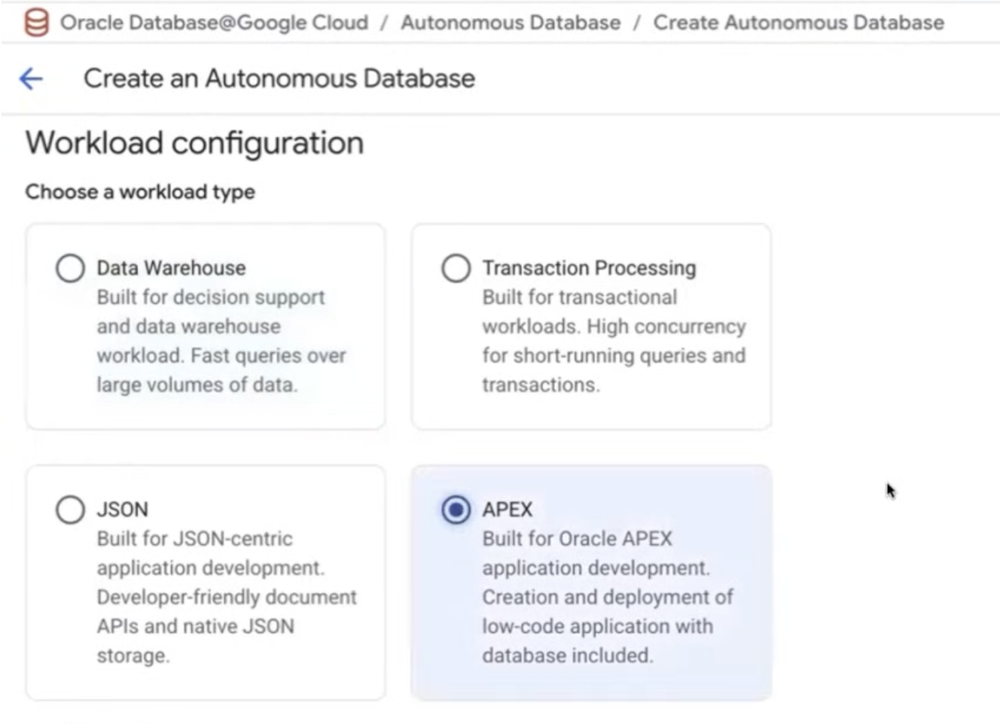 Oracle Database@Google Cloud / Autonomous Database / Create Autonomous Database
Create an Autonomous Database
Workload configuration
Choose a workload type
Data Warehouse
Built for decision support
and data warehouse
workload. Fast queries over
large volumes of data.
Transaction Processing
Built for transactional
workloads. High concurrency
for short-running queries and
transactions.
JSON
Built for JSON-centric
application development.
Developer-friendly document
APIs and native JSON
storage.
APEX
Built for Oracle APEX
application development.
Creation and deployment of
low-code application with
database included.